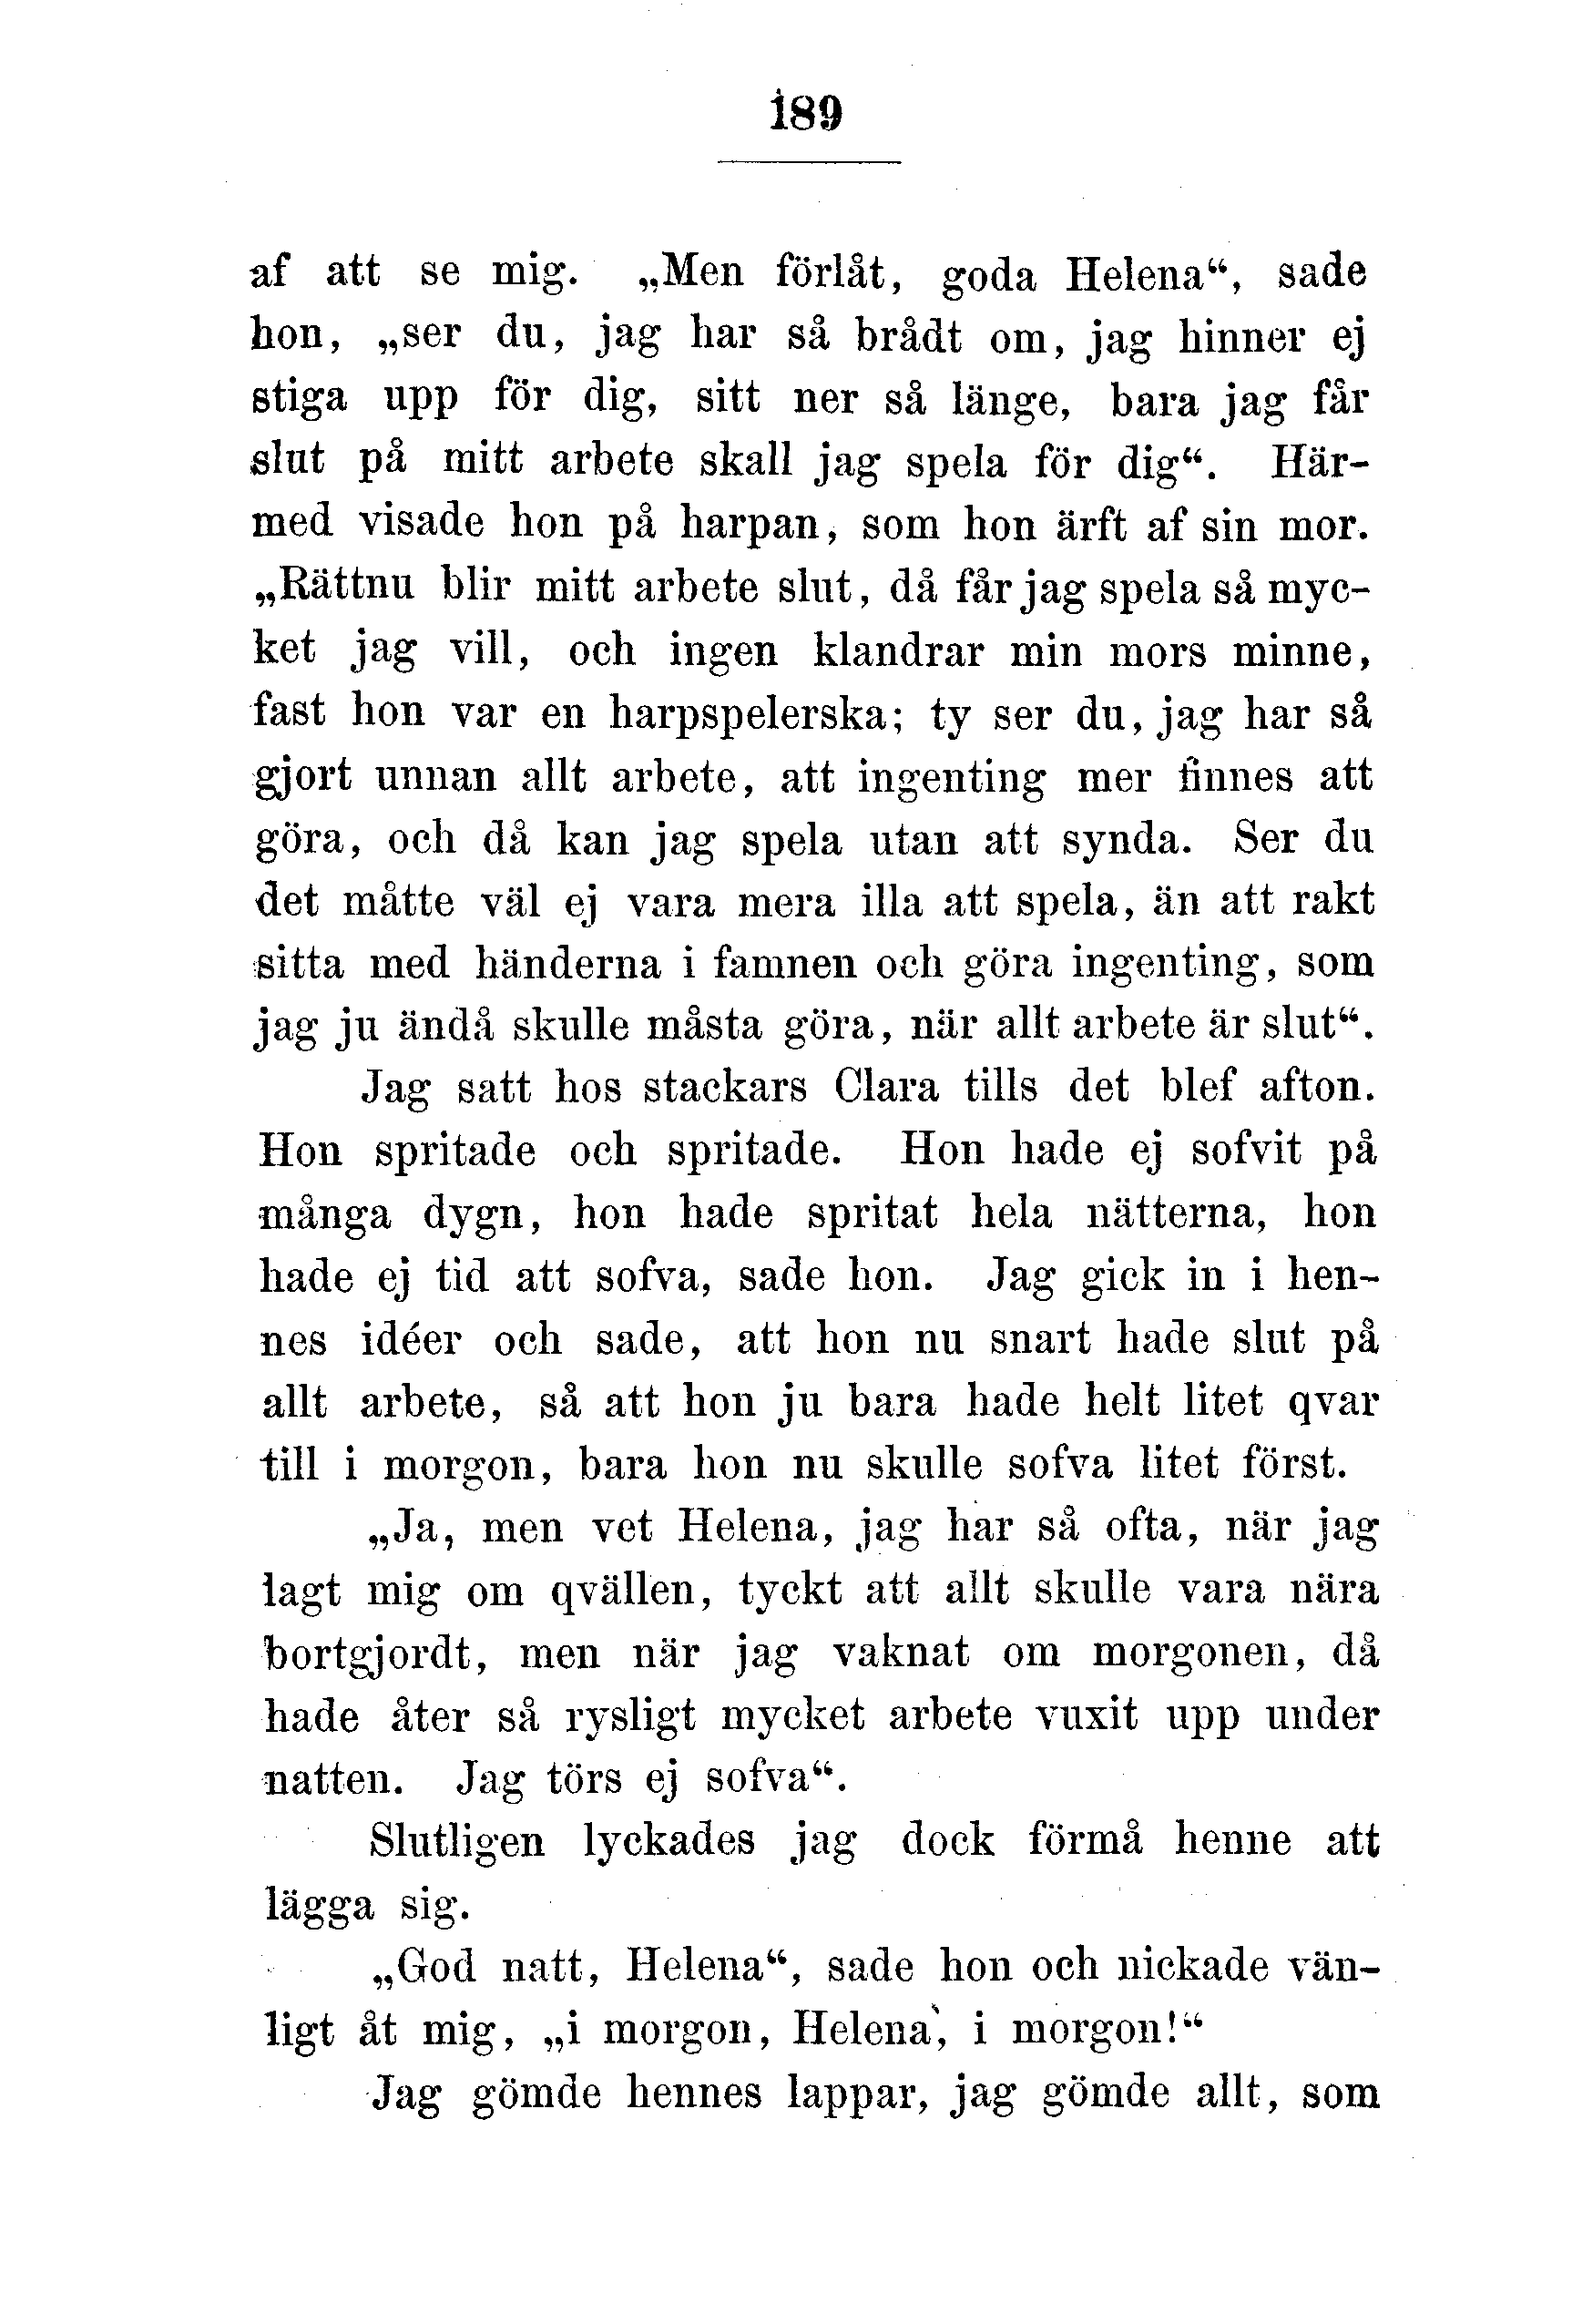 189
af att se mig. „Men förlåt, goda Helena“, sade
hon, „ser du, jag har så brådt om, jag hinner ej
stiga upp för dig, sitt ner så länge, bara jag får
slut på mitt arbete skall jag spela för dig“. Här-
med visade hon på harpan, som hon ärft af sin mor.
„Rättnu blir mitt arbete slut, då får jag spela så myc-
ket jag vill, och ingen klandrar min mors minne,
fast hon var en harpspelerska; ty ser du, jag har så
gjort unnan allt arbete, att ingenting mer finnes att
göra, och då kan jag spela utan att synda. Ser du
det måtte väl ej vara mera illa att spela, än att rakt
sitta med händerna i famnen och göra ingenting, som
jag ju ändå skulle måsta göra, när allt arbete är slut“.
Jag satt hos stackars Clara tills det blef afton.
Hon spritade och spritade. Hon hade ej sofvit på
många dygn, hon hade spritat hela nätterna, hon
hade ej tid att sofva, sade hon. Jag gick in i hen-
nes idéer och sade, att hon nu snart hade slut på
allt arbete, så att hon ju bara hade helt litet qvar
till i morgon, bara hon nu skulle sofva litet först.
„Ja, men vet Helena, jag har så ofta, när jag
lagt mig om qvällen, tyckt att allt skulle vara nära
bortgjordt, men när jag vaknat om morgonen, då
hade åter så rysligt mycket arbete vuxit upp under
natten. Jag törs ej sofva“.
Slutligen lyckades jag dock förmå henne att
lägga sig.
„God natt, Helena“, sade hon och nickade vän-
ligt åt mig, „i morgon, Helena, i morgon!“
Jag gömde hennes lappar, jag gömde allt, som